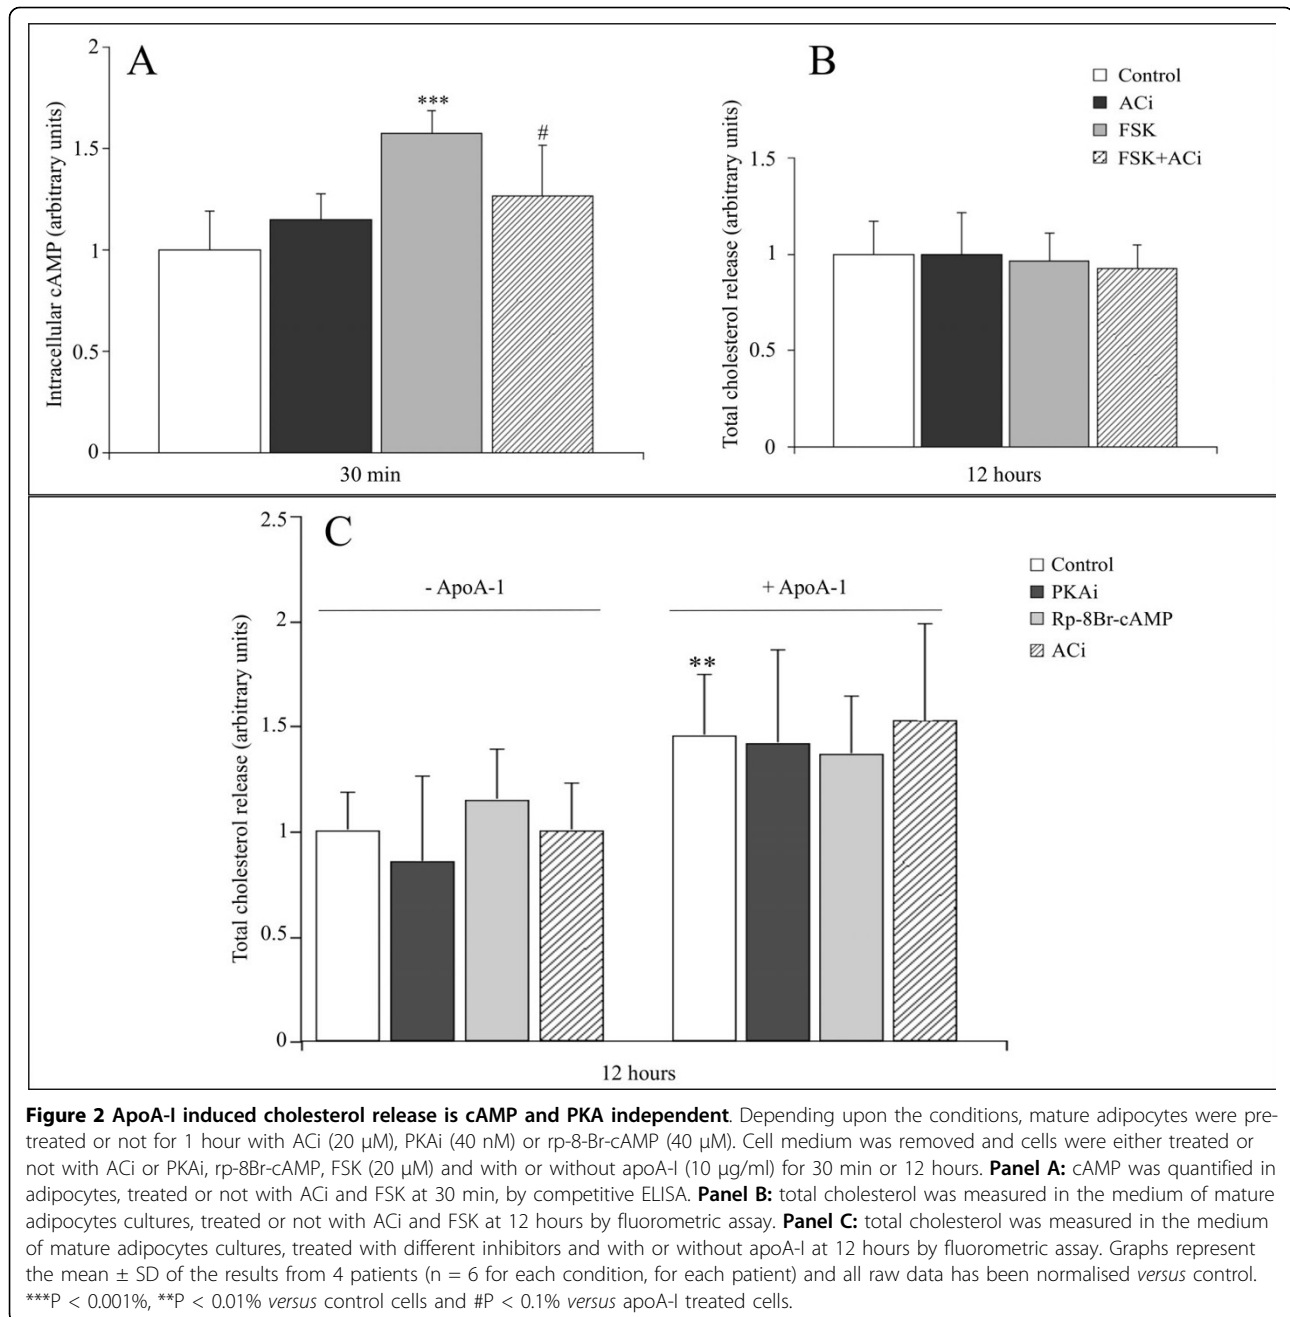 A
Intracellular cAMP (arbitrary units)
2
1.5
1
0.5
0
***
#
30 min
B
Total cholesterol release (arbitrary units)
1.5
1
0.5
0
12 hours
Control
ACi
FSK
FSK+ACi
C
Total cholesterol release (arbitrary units)
2.5
2
1.5
1
0.5
0
- ApoA-1
+ ApoA-1
**
12 hours
Control
PKAi
Rp-8Br-cAMP
ACi
Figure 2 ApoA-I induced cholesterol release is cAMP and PKA independent. Depending upon the conditions, mature adipocytes were pre-
treated or not for 1 hour with ACi (20 μM), PKAi (40 nM) or rp-8-Br-cAMP (40 μM). Cell medium was removed and cells were either treated or
not with ACi or PKAi, rp-8Br-cAMP, FSK (20 μM) and with or without apoA-I (10 μg/ml) for 30 min or 12 hours. Panel A: cAMP was quantified in
adipocytes, treated or not with ACi and FSK at 30 min, by competitive ELISA. Panel B: total cholesterol was measured in the medium of mature
adipocytes cultures, treated or not with ACi and FSK at 12 hours by fluorometric assay. Panel C: total cholesterol was measured in the medium
of mature adipocytes cultures, treated with different inhibitors and with or without apoA-I at 12 hours by fluorometric assay. Graphs represent
the mean ± SD of the results from 4 patients (n = 6 for each condition, for each patient) and all raw data has been normalised versus control.
***P < 0.001%, **P < 0.01% versus control cells and #P < 0.1% versus apoA-I treated cells.